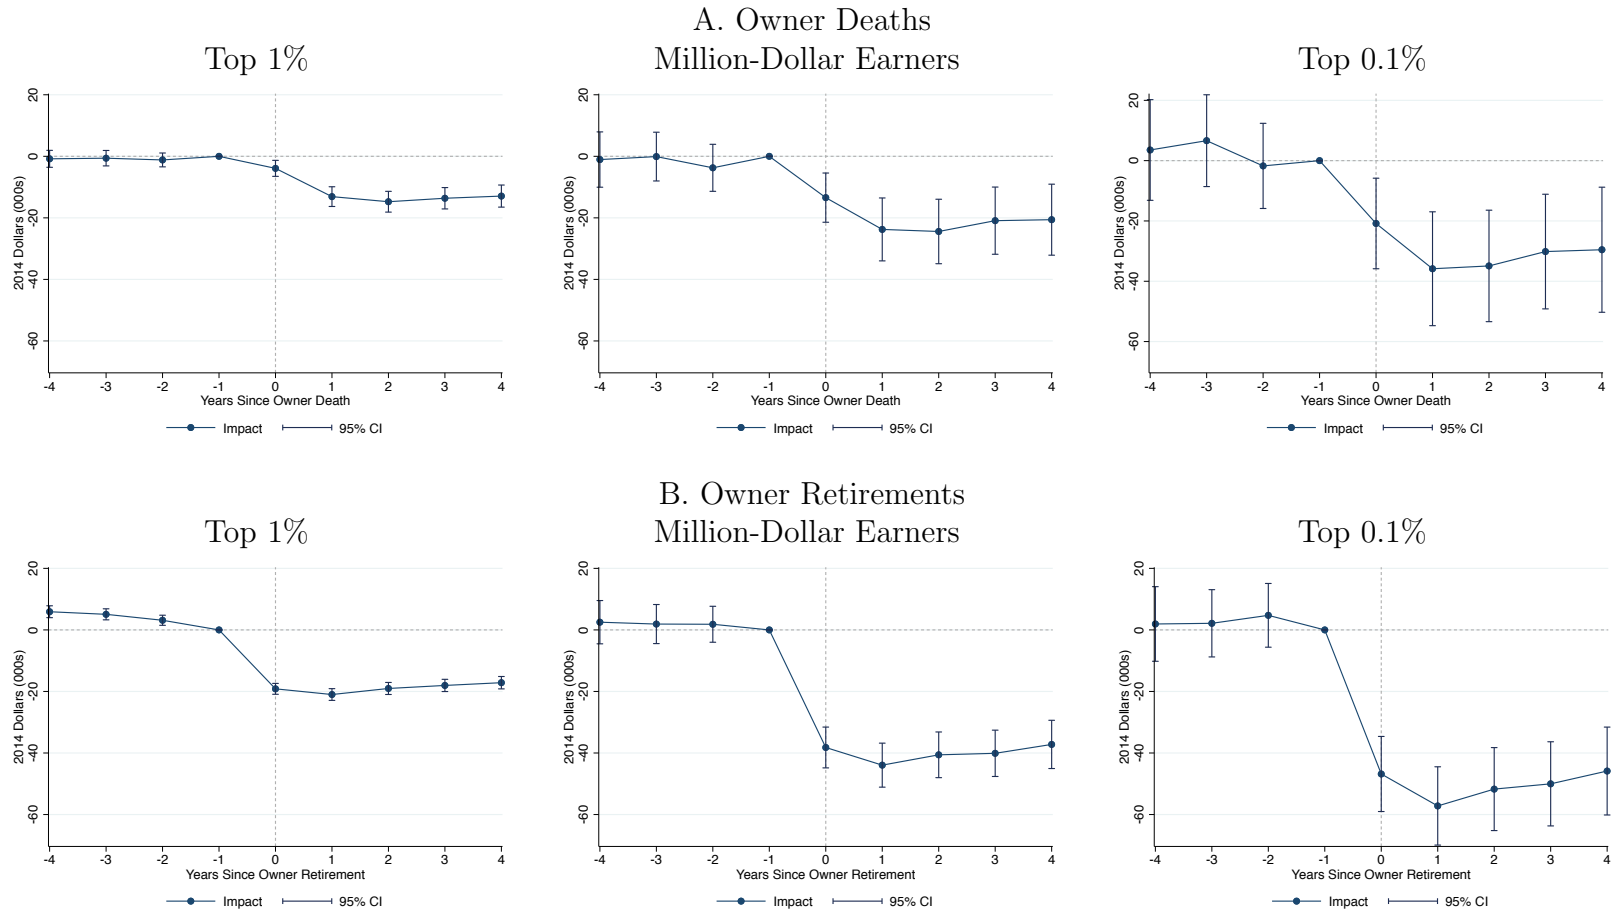 A. Owner Deaths
Top 1%
Million-Dollar Earners
Top 0.1%
2014 Dollars (000s)
20
0
-20
-40
-60
-4 -3 -2 -1 0 1 2 3 4
Years Since Owner Death
Impact 95% CI
2014 Dollars (000s)
20
0
-20
-40
-60
-4 -3 -2 -1 0 1 2 3 4
Years Since Owner Death
Impact 95% CI
2014 Dollars (000s)
20
0
-20
-40
-60
-4 -3 -2 -1 0 1 2 3 4
Years Since Owner Death
Impact 95% CI
B. Owner Retirements
Top 1%
Million-Dollar Earners
Top 0.1%
2014 Dollars (000s)
20
0
-20
-40
-60
-4 -3 -2 -1 0 1 2 3 4
Years Since Owner Retirement
Impact 95% CI
2014 Dollars (000s)
20
0
-20
-40
-60
-4 -3 -2 -1 0 1 2 3 4
Years Since Owner Retirement
Impact 95% CI
2014 Dollars (000s)
20
0
-20
-40
-60
-4 -3 -2 -1 0 1 2 3 4
Years Since Owner Retirement
Impact 95% CI